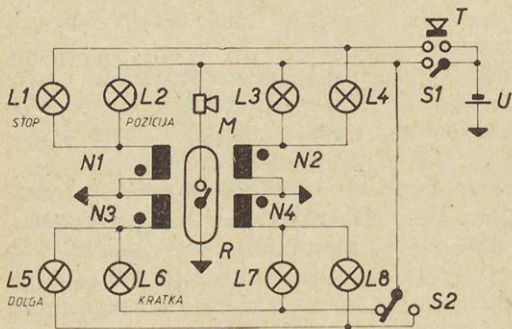 T
L1 L2 L3 L4 S1 U
STOP POZICIJA M
N1 N2
N3 N4
R
L5 L6 L7 L8 S2
DOLGA KRATKA